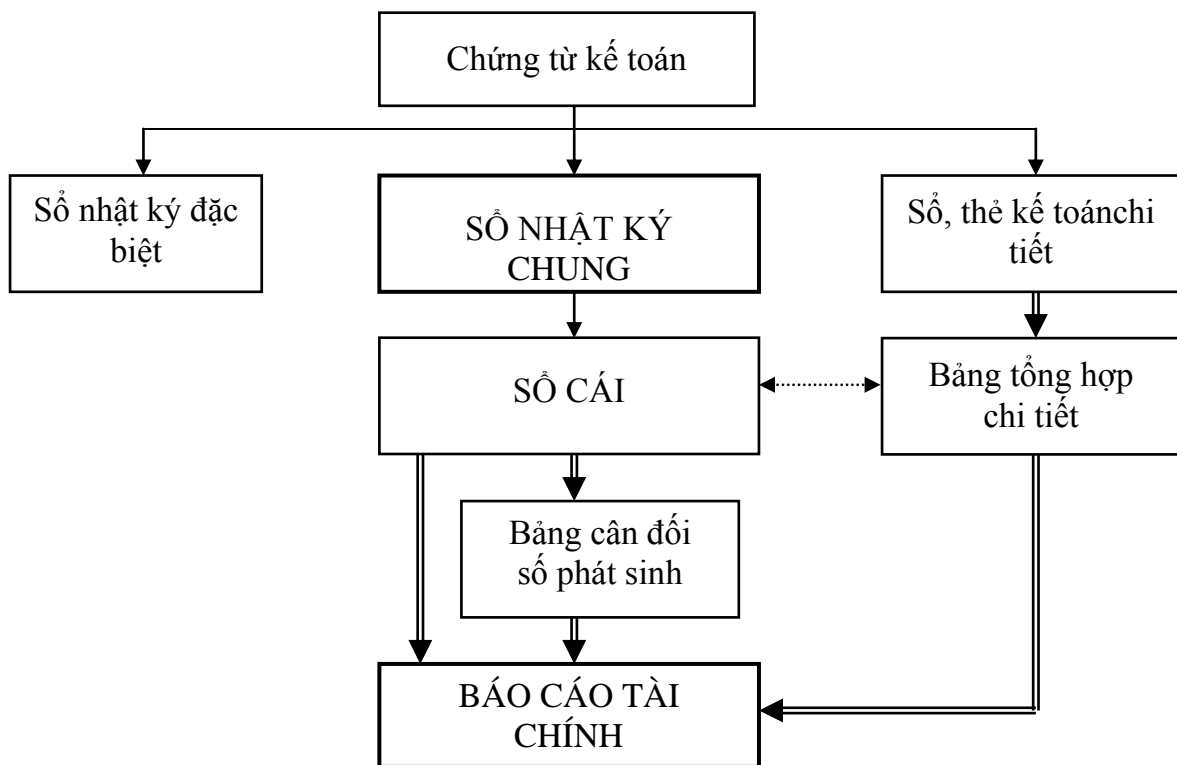 Chứng từ kế toán
Sổ nhật ký đặc
biệt
SỔ NHẬT KÝ
CHUNG
Sổ, thẻ kế toánchi
tiết
SỔ CÁI
Bảng tổng hợp
chi tiết
Bảng cân đối
số phát sinh
BÁO CÁO TÀI
CHÍNH